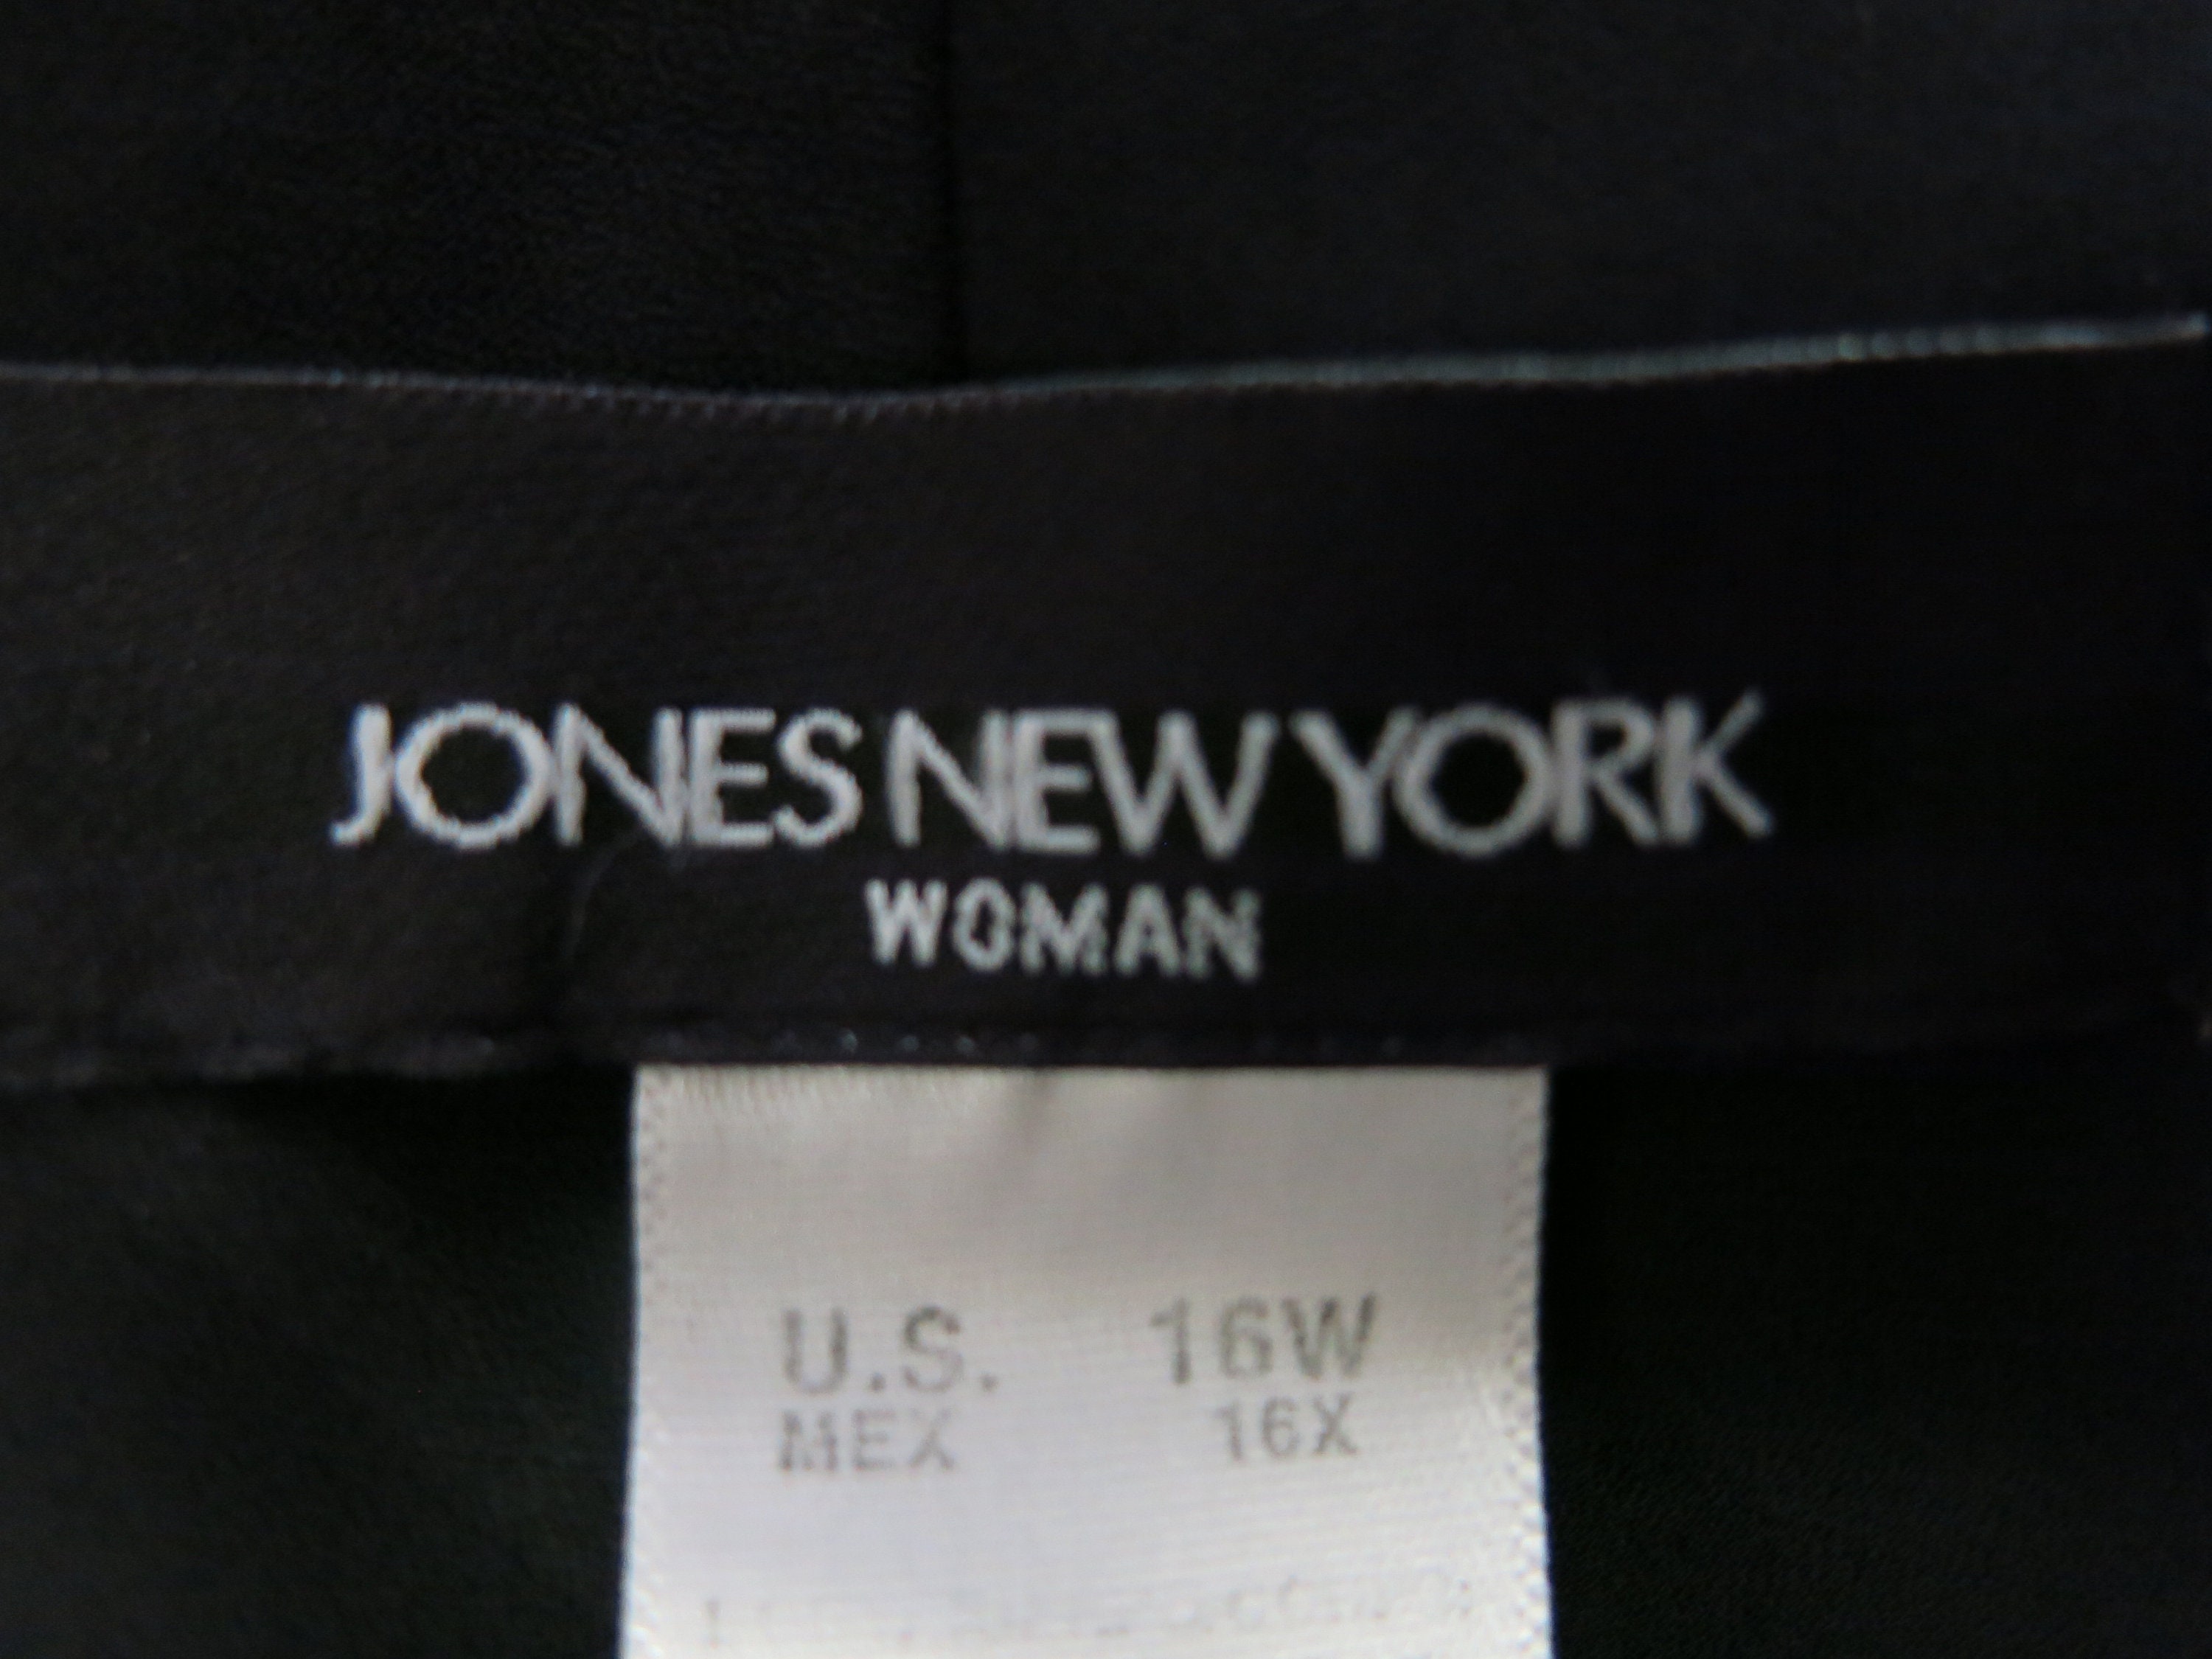 JONES NEW YORK
WOMAN
U.S. 16W
MEX 16X